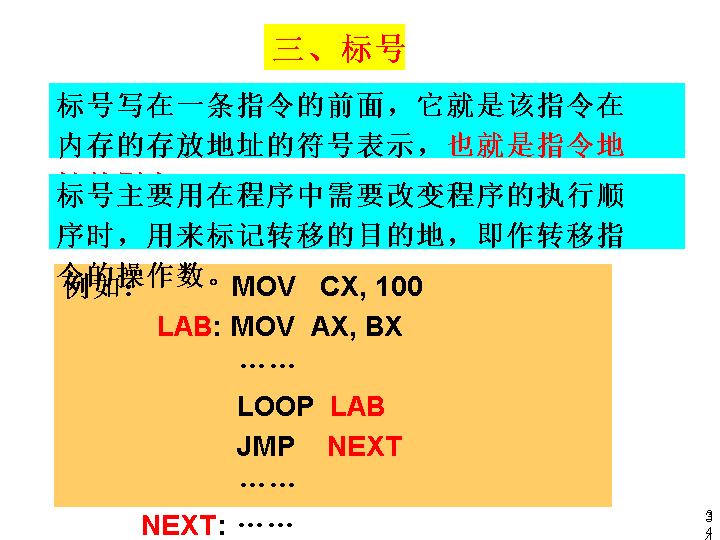 三、标号
标号写在一条指令的前面，它就是该指令在
内存的存放地址的符号表示，也就是指令地
标号主要用在程序中需要改变程序的执行顺
序时，用来标记转移的目的地，即作转移指
令的操作数。
例如： MOV CX, 100
LAB: MOV AX, BX
……
LOOP LAB
JMP NEXT
……
NEXT: ……